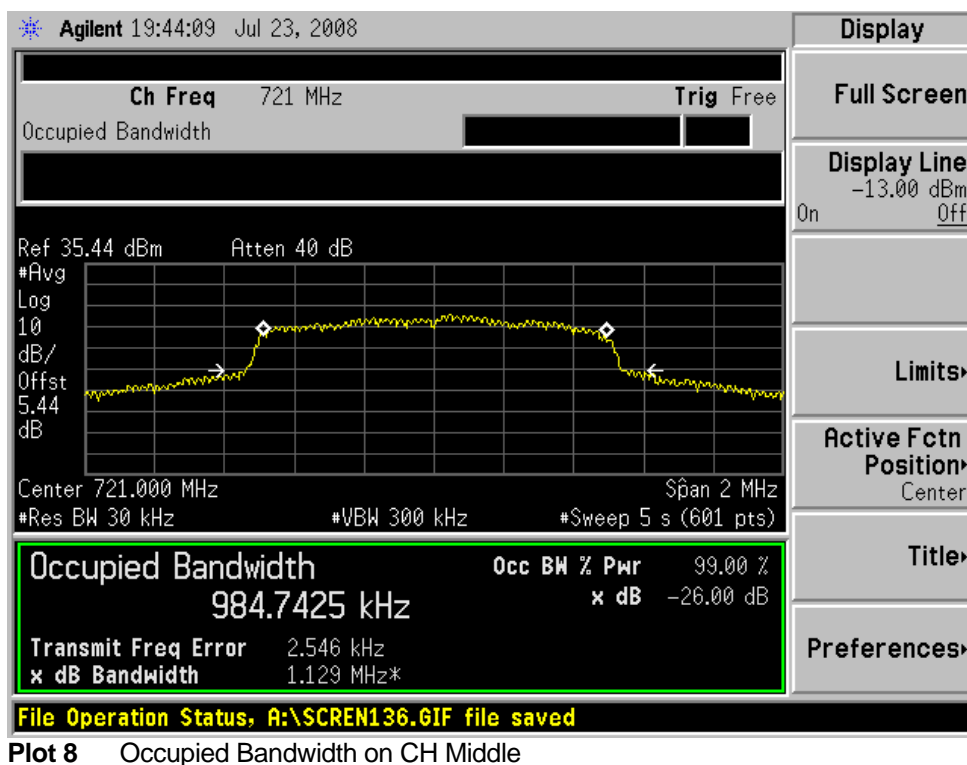 Agilent 19:44:09 Jul 23, 2008
Display
Ch Freq 721 MHz Trig Free
Occupied Bandwidth
Full Screen
Display Line
-13.00 dBm
On Off
Ref 35.44 dBm Atten 40 dB
#Avg
Log
10
dB/
Offst
5.44
dB
Limits
Active Fctn
Position
Center
Center 721.000 MHz Span 2 MHz
#Res BW 30 kHz #VBW 300 kHz #Sweep 5 s (601 pts)
Occupied Bandwidth
984.7425 kHz
Occ BW % Pwr 99.00 %
x dB -26.00 dB
Transmit Freq Error 2.546 kHz
x dB Bandwidth 1.129 MHz*
Title
Preferences
File Operation Status, A:\SCREN136.GIF file saved
Plot 8 Occupied Bandwidth on CH Middle